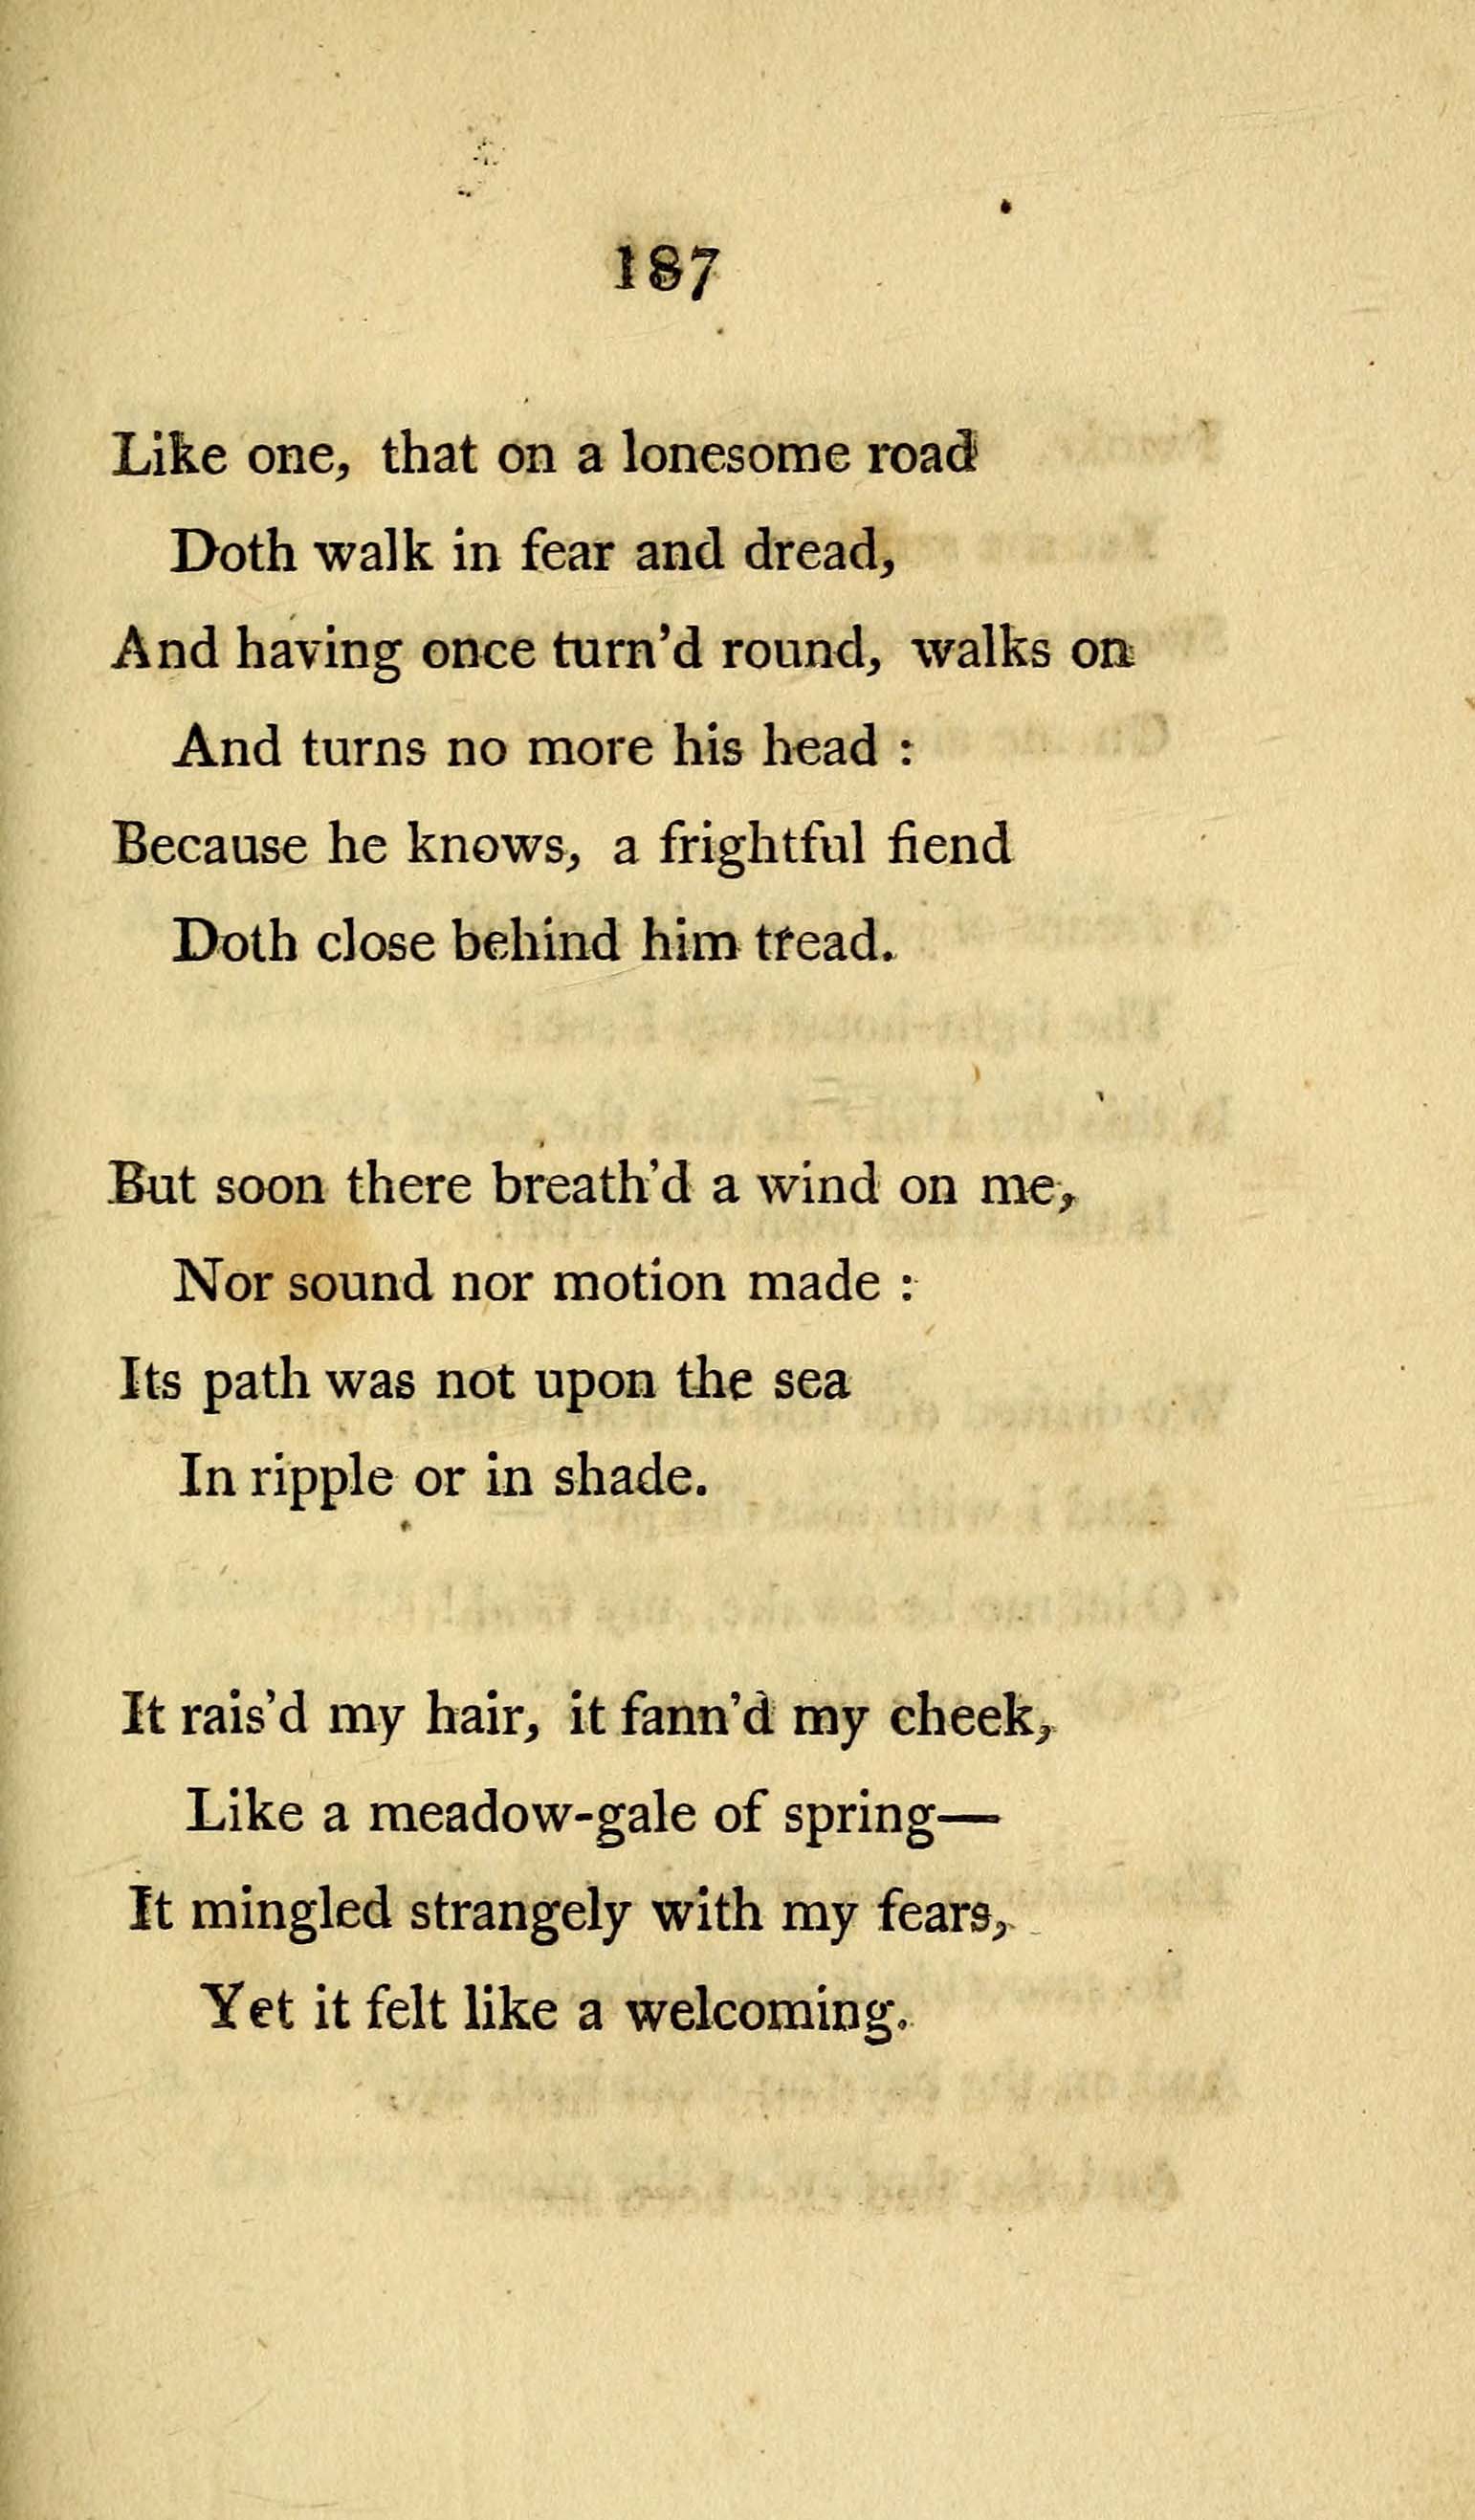 187
Like one, that on a lonesome road
Doth walk in fear and dread,
And having once turn'd round, walks on
And turns no more his head :
Because he knows, a frightful fiend
Doth close behind him tread.
But soon there breath'd a wind on me,
Nor sound nor motion made :
Its path was not upon the sea
In ripple or in shade.
It rais'd my hair, it fann'd my cheek,
Like a meadow-gale of spring—
It mingled strangely with my fears,
Yet it felt like a welcoming.